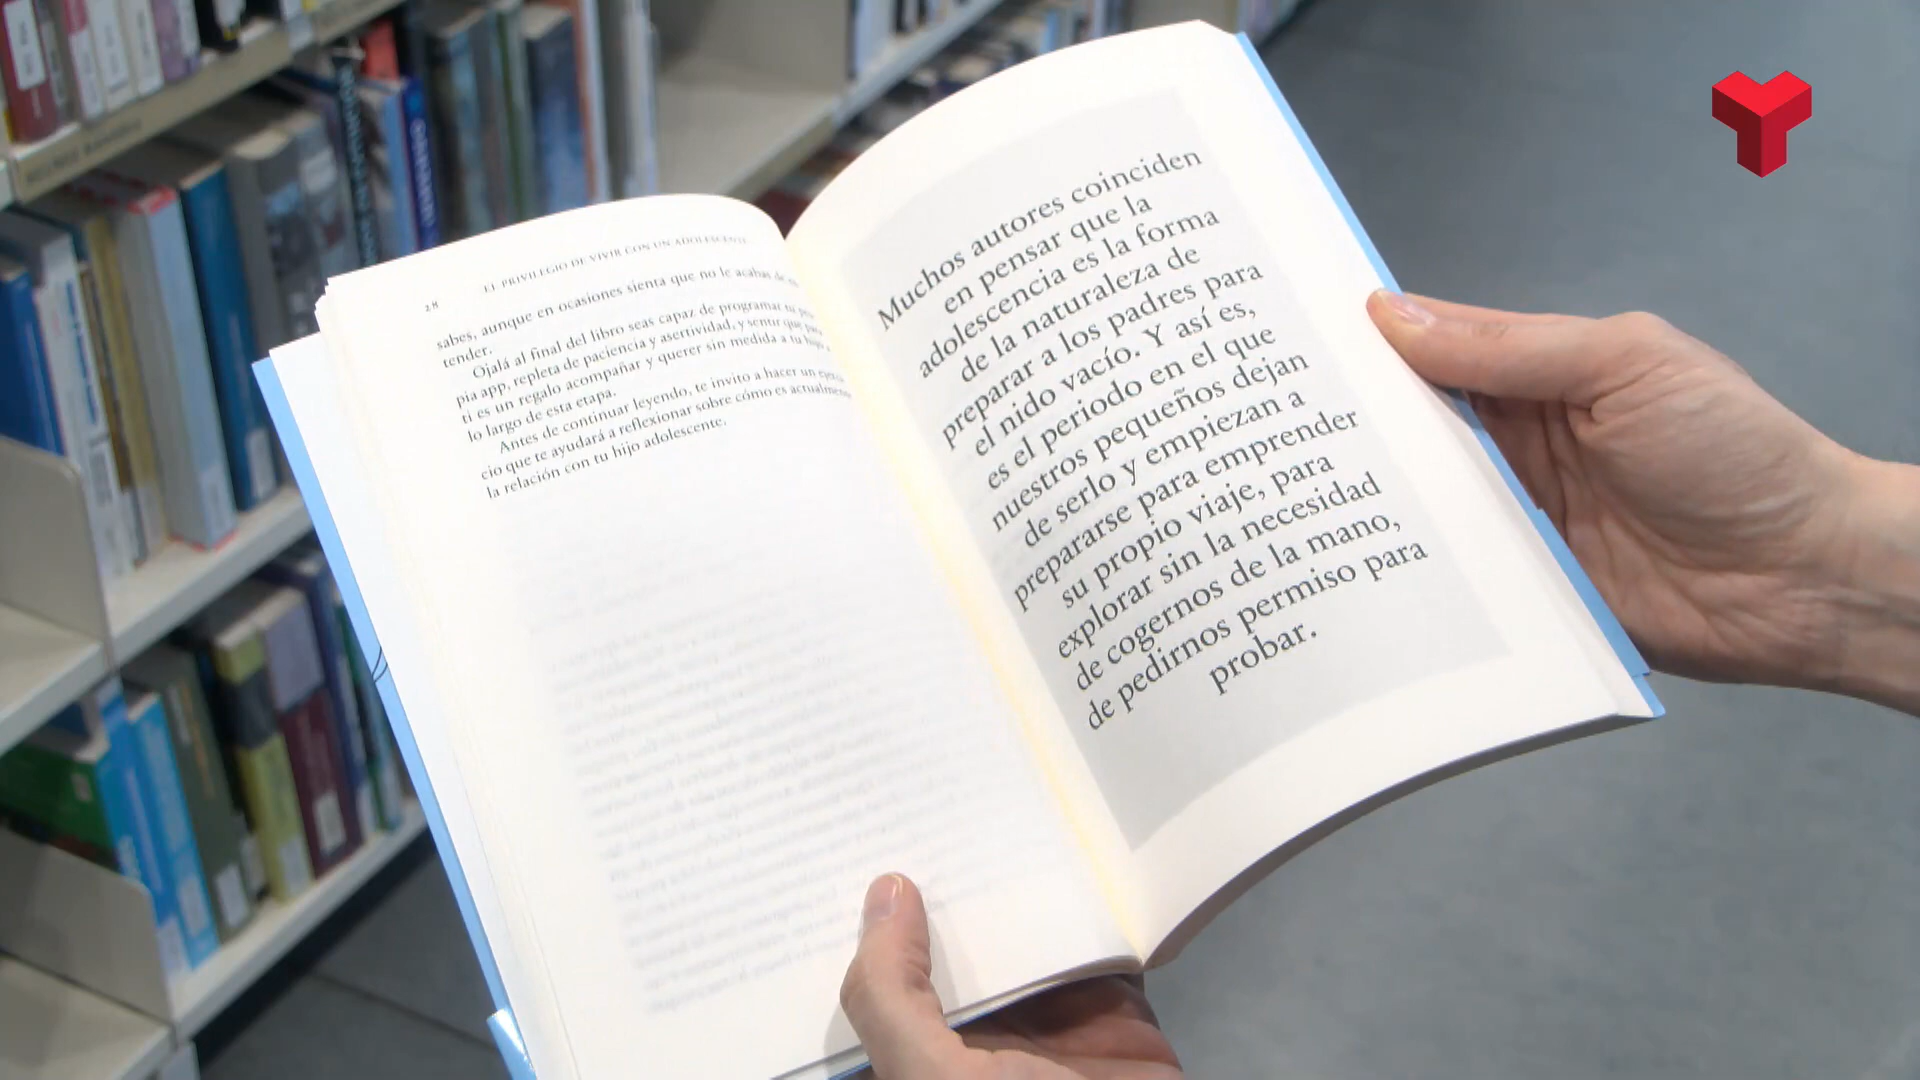 28
EL PRIVILEGIO DE VIVIR CON UN ADOLESCENTE
sabes, aunque en ocasiones sienta que no le acabas de
tender.
Ojalá al final del libro seas capaz de programar tu
pia app, repleta de paciencia y asertividad, y sentir que
ti es un regalo acompañar y querer sin medida a tu hijo
lo largo de esta etapa.
Antes de continuar leyendo, te invito a hacer un
cio que te ayudará a reflexionar sobre cómo es actualmente
la relación con tu hijo adolescente.
Muchos autores coinciden
en pensar que la
adolescencia es la forma
de la naturaleza de
preparar a los padres para
el nido vacío. Y así es,
es el periodo en el que
nuestros pequeños dejan
de serlo y empiezan a
prepararse para emprender
su propio viaje, para
explorar sin la necesidad
de cogernos de la mano,
de pedirnos permiso para
probar.